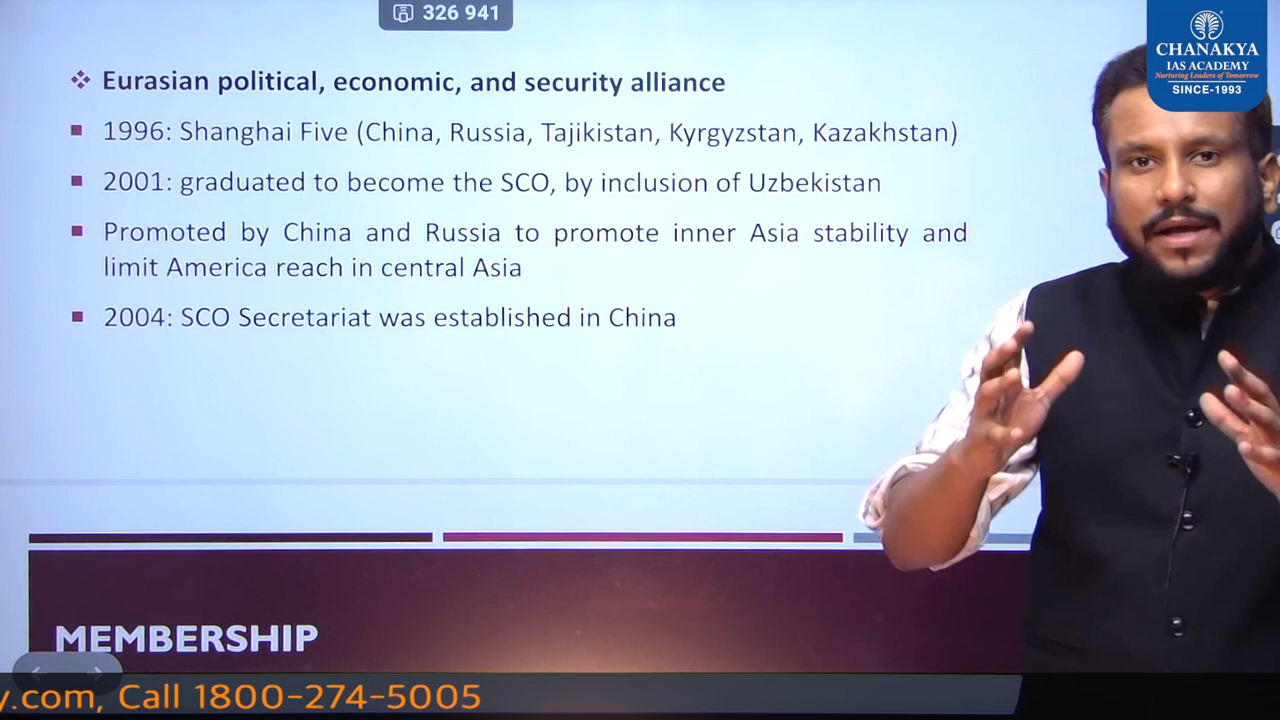 326 941
CHANAKYA
IAS ACADEMY
Nurturing Leaders of Tomorrow
SINCE-1993
Eurasian political, economic, and security alliance
1996: Shanghai Five (China, Russia, Tajikistan, Kyrgyzstan, Kazakhstan)
2001: graduated to become the SCO, by inclusion of Uzbekistan
Promoted by China and Russia to promote inner Asia stability and
limit America reach in central Asia
2004: SCO Secretariat was established in China
MEMBERSHIP
y.com, Call 1800-274-5005